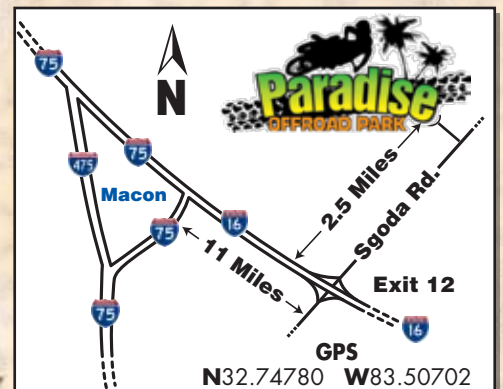 75
N
Paradise
OFFROAD PARK
475
75
Macon
75
16
2.5 Miles
Sgoda Rd.
11 Miles
Exit 12
75
16
GPS
N32.74780 W83.50702